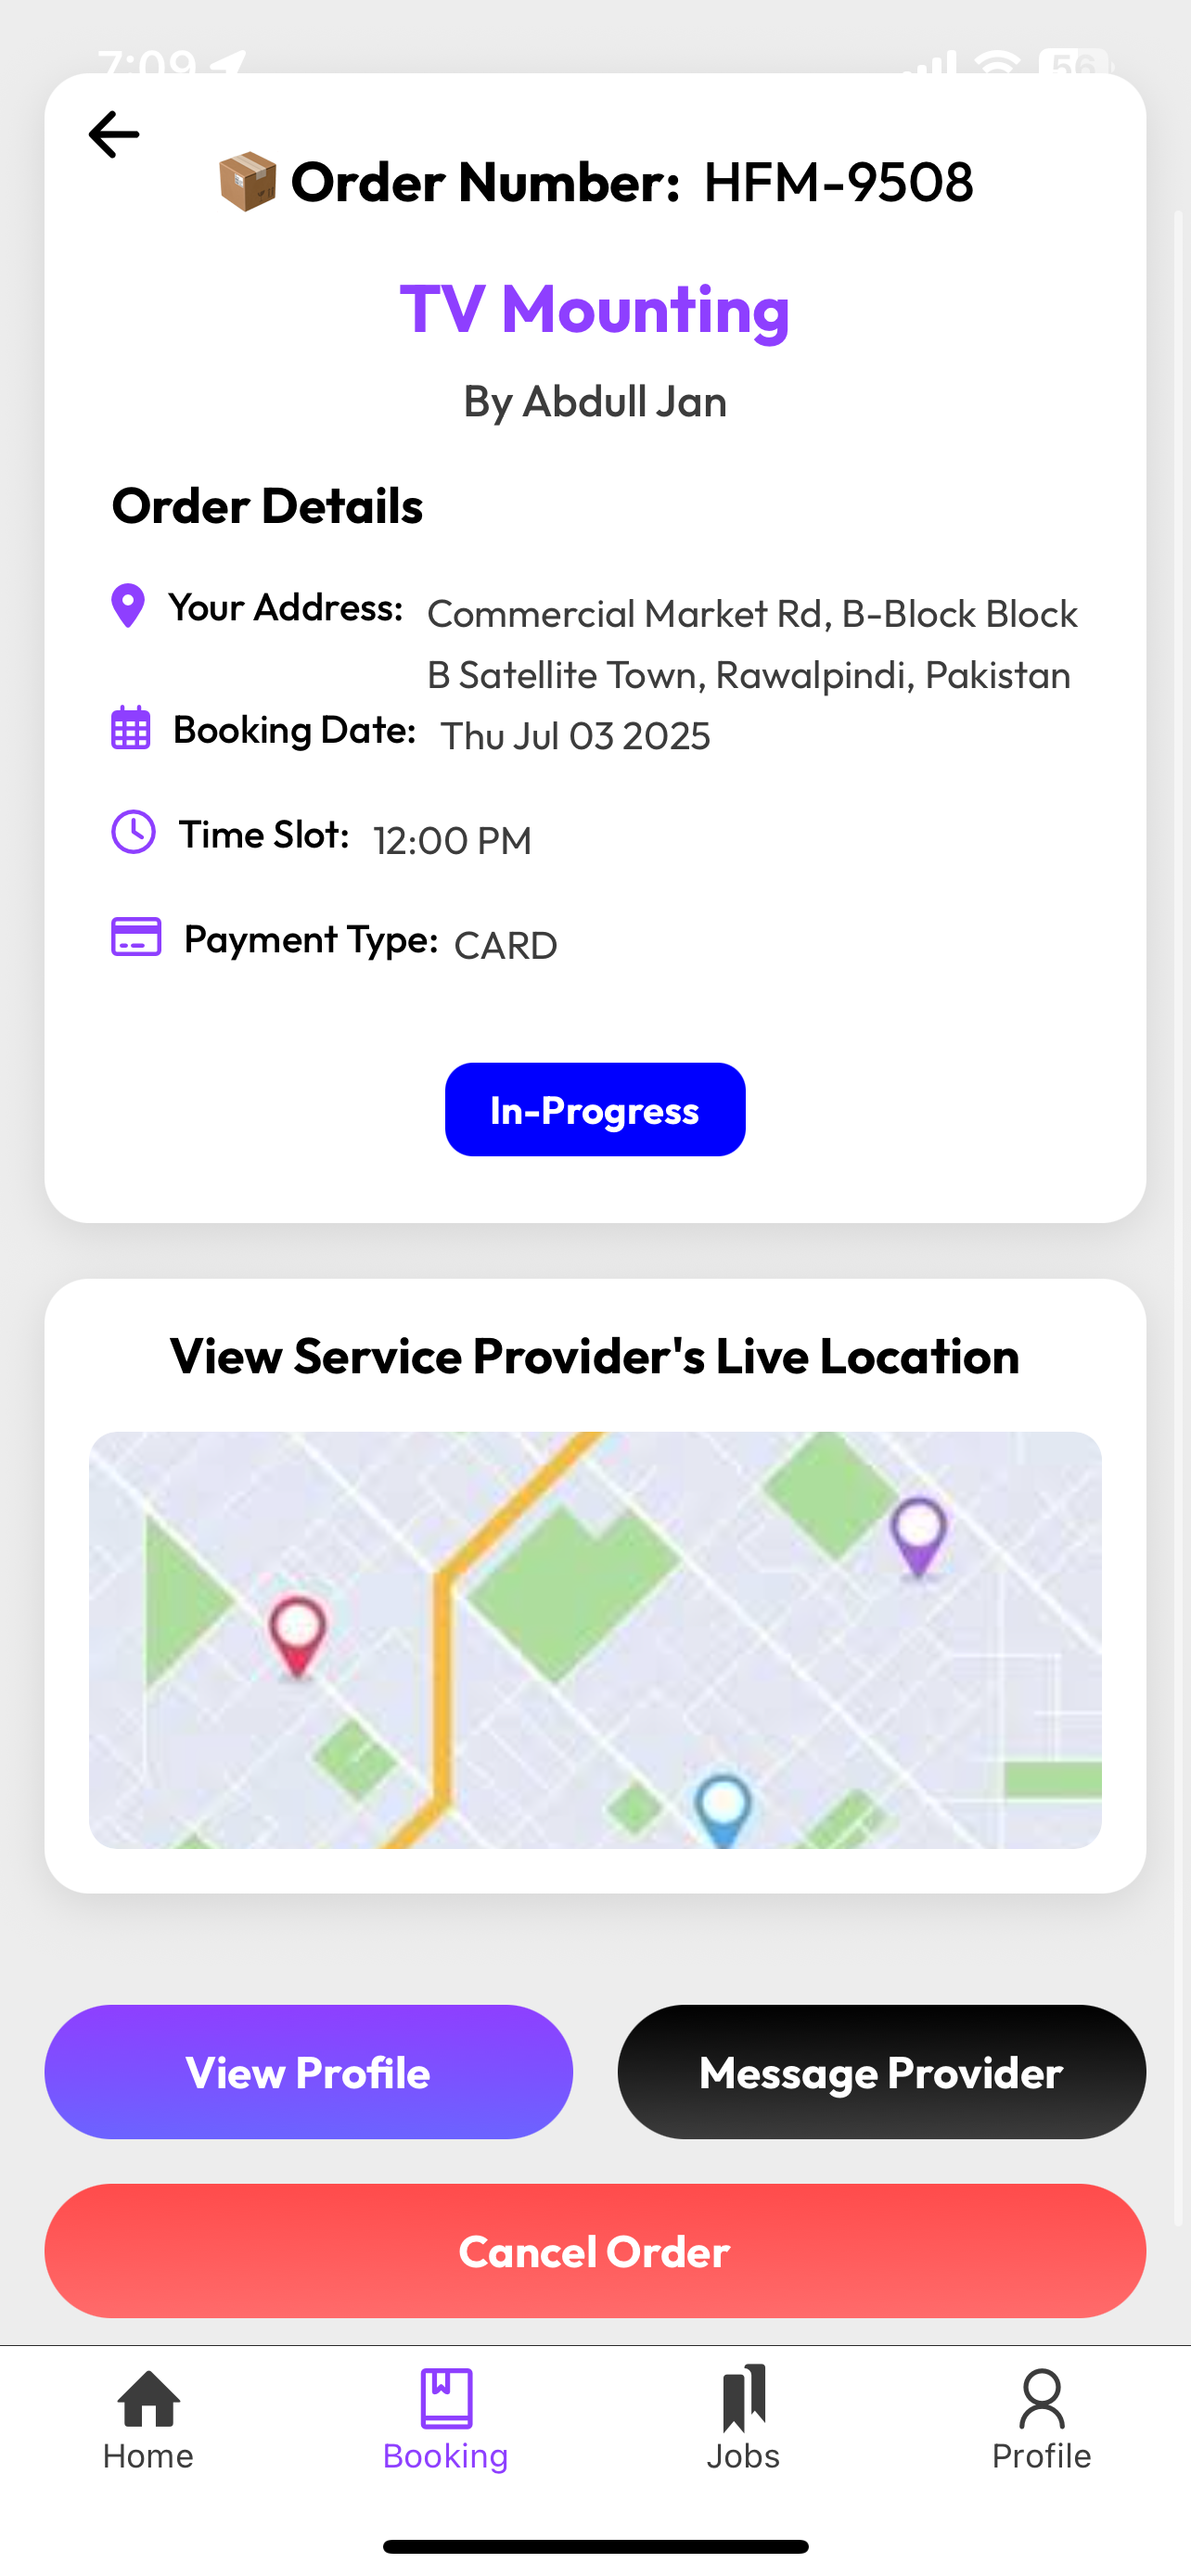 7:09
56
Order Number: HFM-9508
TV Mounting
By Abdull Jan
Order Details
Your Address: Commercial Market Rd, B-Block Block
B Satellite Town, Rawalpindi, Pakistan
Booking Date: Thu Jul 03 2025
Time Slot: 12:00 PM
Payment Type: CARD
In-Progress
View Service Provider's Live Location
View Profile
Message Provider
Cancel Order
Home
Booking
Jobs
Profile